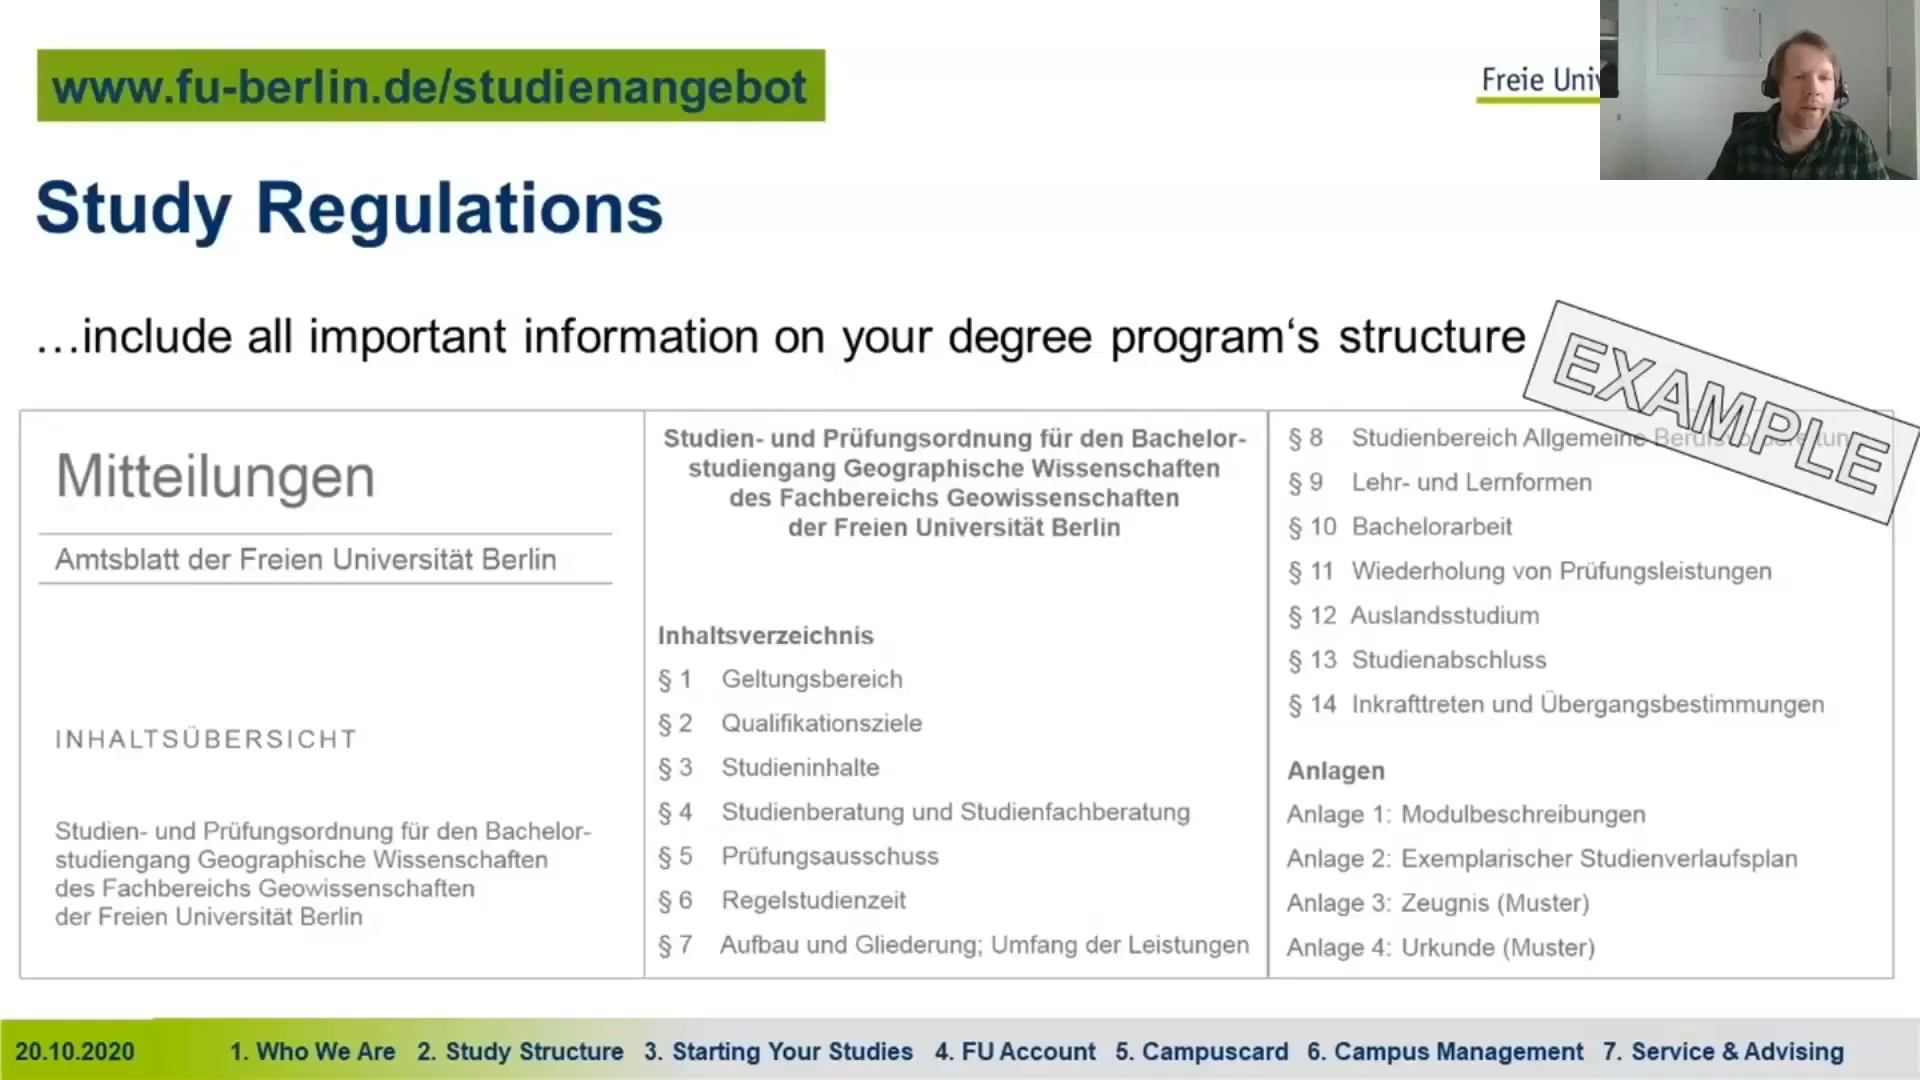 www.fu-berlin.de/studienangebot
Freie
Study Regulations
…include all important information on your degree program‘s structure
EXAMPLE
Mitteilungen
Amtsblatt der Freien Universität Berlin
INHALTSÜBERSICHT
Studien- und Prüfungsordnung für den Bachelor-
studiengang Geographische Wissenschaften
des Fachbereichs Geowissenschaften
der Freien Universität Berlin
Studien- und Prüfungsordnung für den Bachelor-
studiengang Geographische Wissenschaften
des Fachbereichs Geowissenschaften
der Freien Universität Berlin
Inhaltsverzeichnis
§ 1 Geltungsbereich
§ 2 Qualifikationsziele
§ 3 Studieninhalte
§ 4 Studienberatung und Studienfachberatung
§ 5 Prüfungsausschuss
§ 6 Regelstudienzeit
§ 7 Aufbau und Gliederung; Umfang der Leistungen
§ 8 Studienbereich Allgemeine
§ 9 Lehr- und Lernformen
§ 10 Bachelorarbeit
§ 11 Wiederholung von Prüfungsleistungen
§ 12 Auslandsstudium
§ 13 Studienabschluss
§ 14 Inkrafttreten und Übergangsbestimmungen
Anlagen
Anlage 1: Modulbeschreibungen
Anlage 2: Exemplarischer Studienverlaufsplan
Anlage 3: Zeugnis (Muster)
Anlage 4: Urkunde (Muster)
20.10.2020 1. Who We Are 2. Study Structure 3. Starting Your Studies 4. FU Account 5. Campuscard 6. Campus Management 7. Service & Advising